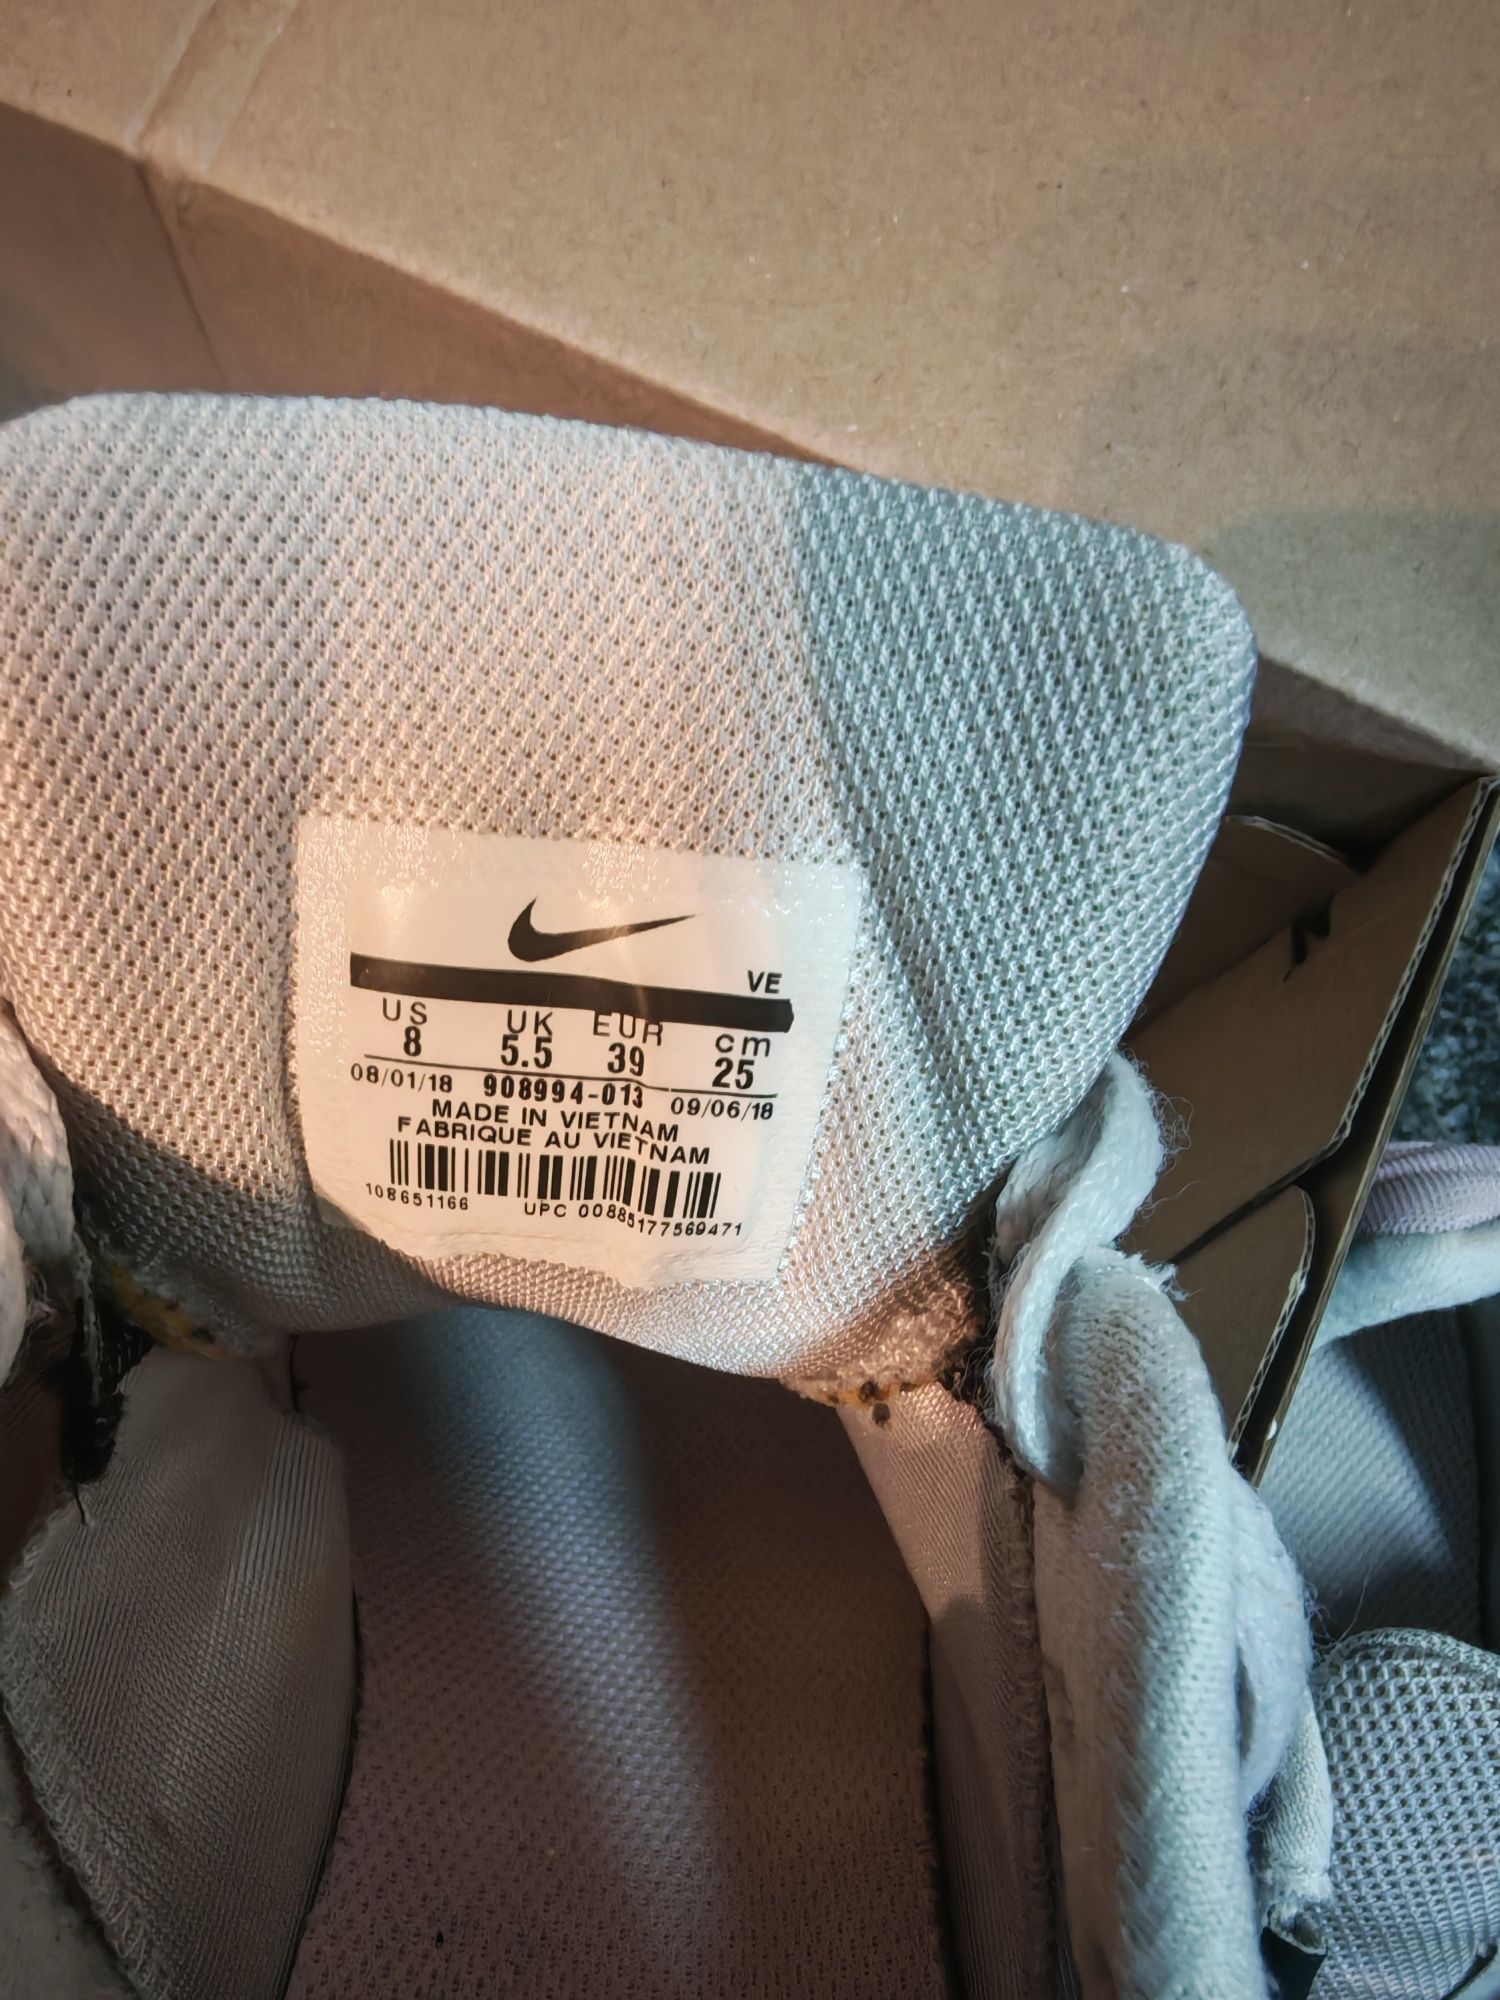 VE
US UK EUR cm
8 5.5 39 25
08/01/18 908994-013 09/06/18
MADE IN VIETNAM
FABRIQUE AU VIETNAM
108651166 UPC 00885177569471